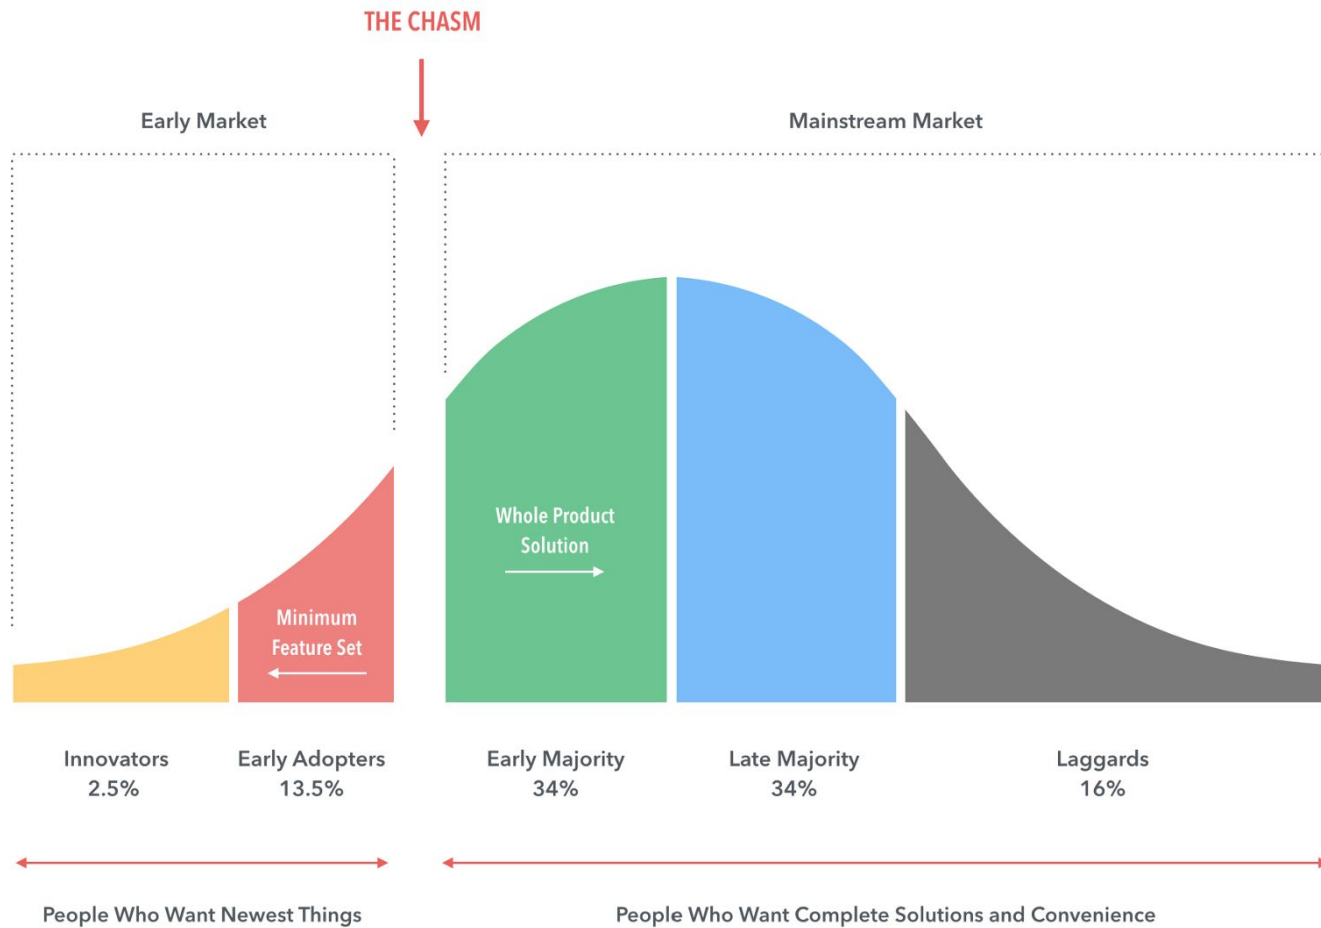 THE CHASM
Early Market
Mainstream Market
Whole Product
Solution
Minimum
Feature Set
Innovators
2.5%
Early Adopters
13.5%
Early Majority
34%
Late Majority
34%
Laggards
16%
People Who Want Newest Things
People Who Want Complete Solutions and Convenience